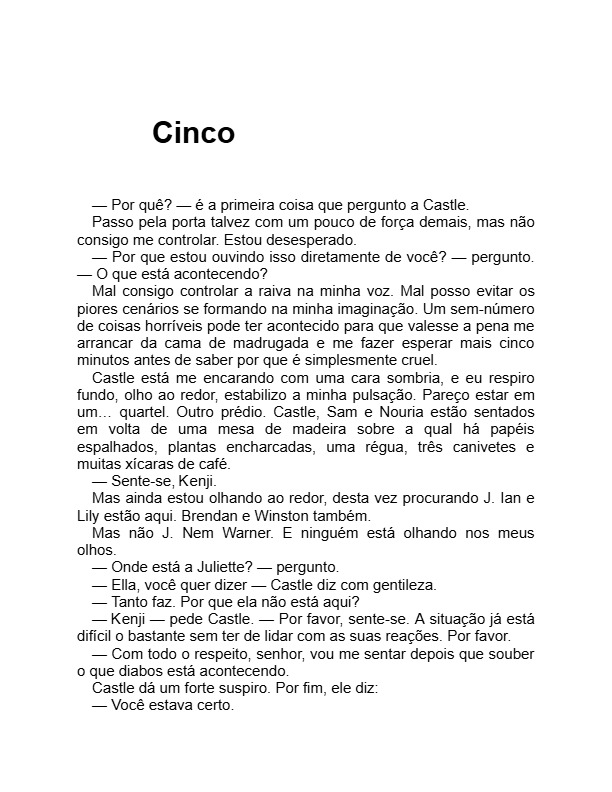 Cinco
— Por quê? — é a primeira coisa que pergunto a Castle.
Passo pela porta talvez com um pouco de força demais, mas não
consigo me controlar. Estou desesperado.
— Por que estou ouvindo isso diretamente de você? — pergunto.
— O que está acontecendo?
Mal consigo controlar a raiva na minha voz. Mal posso evitar os
piores cenários se formando na minha imaginação. Um sem-número
de coisas horríveis pode ter acontecido para que valesse a pena me
arrancar da cama de madrugada e me fazer esperar mais cinco
minutos antes de saber por que é simplesmente cruel.
Castle está me encarando com uma cara sombria, e eu respiro
fundo, olho ao redor, estabilizo a minha pulsação. Pareço estar em
um… quartel. Outro prédio. Castle, Sam e Nouria estão sentados
em volta de uma mesa de madeira sobre a qual há papéis
espalhados, plantas encharcadas, uma régua, três canivetes e
muitas xícaras de café.
— Sente-se, Kenji.
Mas ainda estou olhando ao redor, desta vez procurando J. Ian e
Lily estão aqui. Brendan e Winston também.
Mas não J. Nem Warner. E ninguém está olhando nos meus
olhos.
— Onde está a Juliette? — pergunto.
— Ella, você quer dizer — Castle diz com gentileza.
— Tanto faz. Por que ela não está aqui?
— Kenji — pede Castle. — Por favor, sente-se. A situação já está
difícil o bastante sem ter de lidar com as suas reações. Por favor.
— Com todo o respeito, senhor, vou me sentar depois que souber
o que diabos está acontecendo.
Castle dá um forte suspiro. Por fim, ele diz:
— Você estava certo.